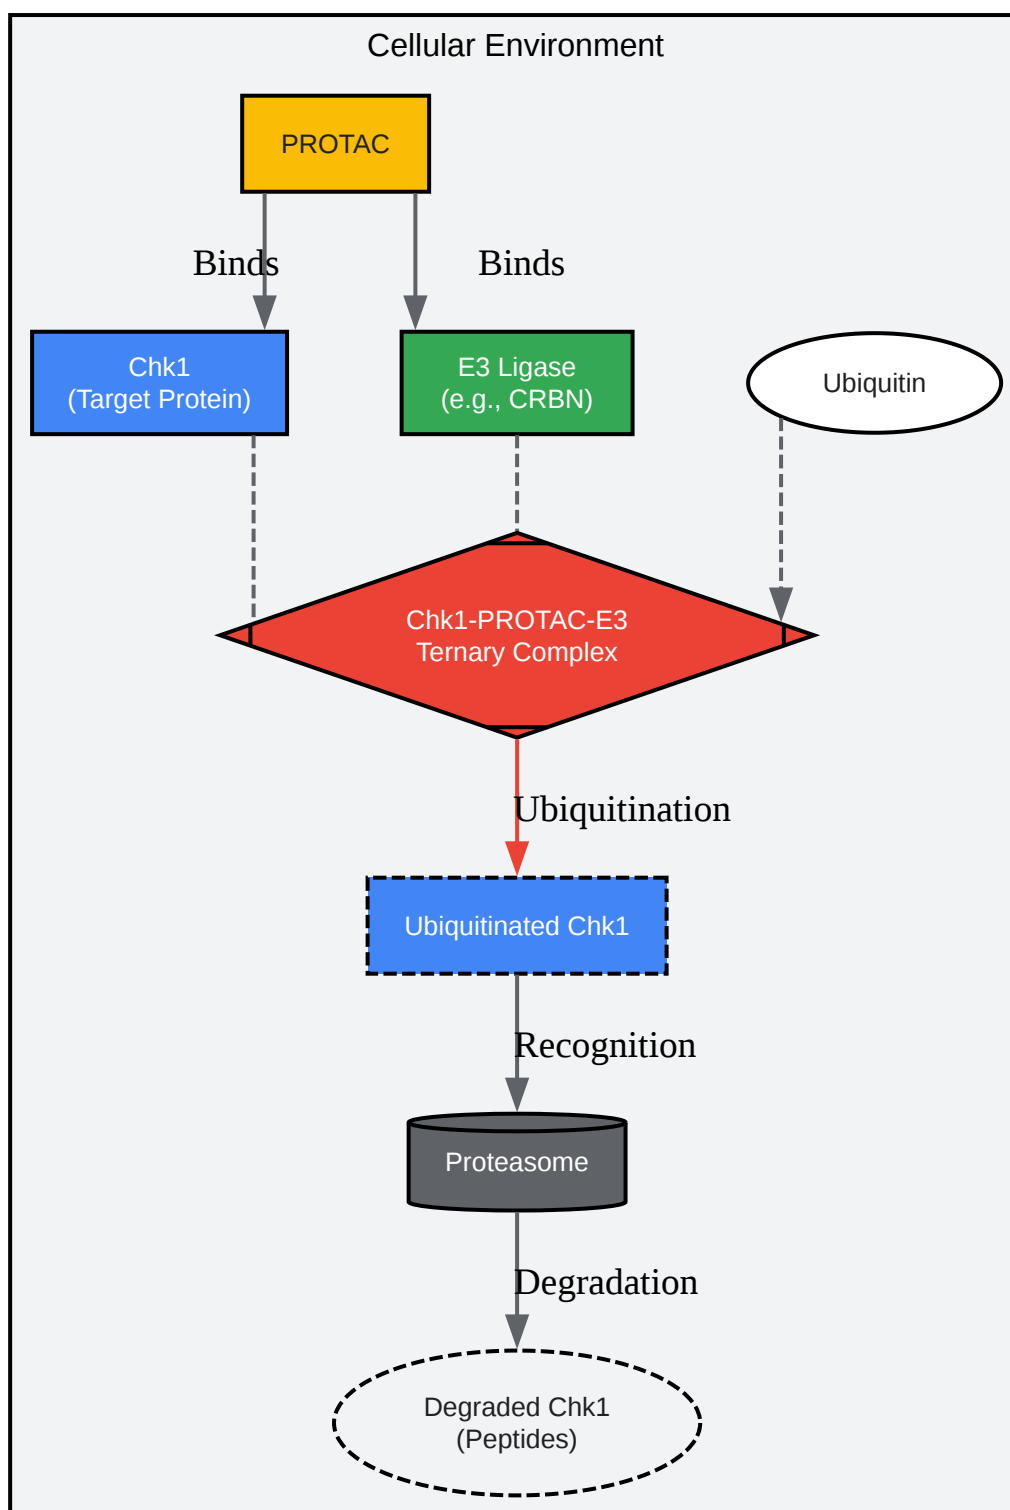 Cellular Environment
PROTAC
Binds
Binds
Chk1
(Target Protein)
E3 Ligase
(e.g., CRBN)
Ubiquitin
Chk1-PROTAC-E3
Ternary Complex
Ubiquitination
Ubiquitinated Chk1
Recognition
Proteasome
Degradation
Degraded Chk1
(Peptides)